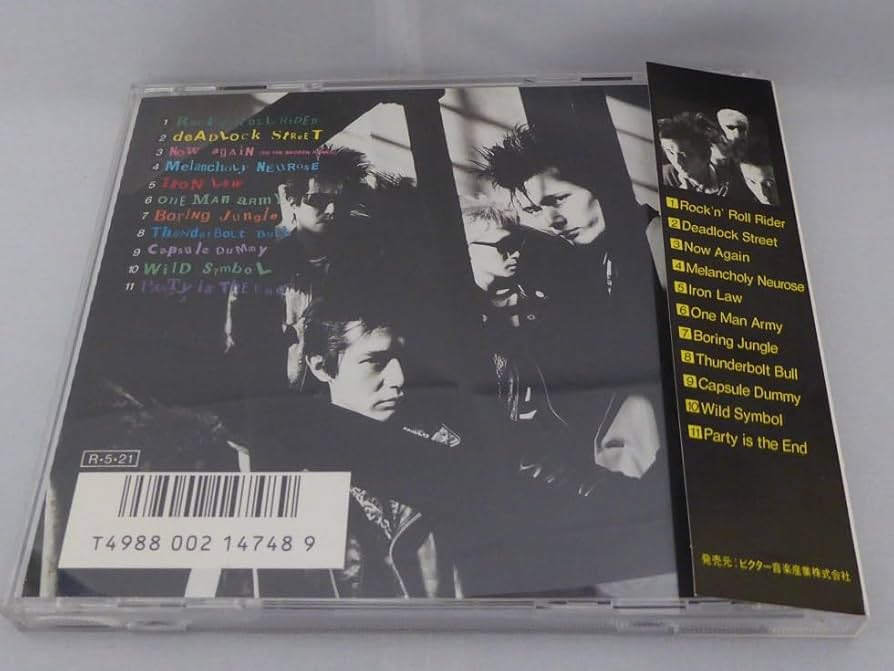 1 Rock'n' Roll RideR
2 deADLock StReeT
3 Now again
4 Melancholy NEUROSE
5 IRON LaW
6 ONE MAN aRMy
7 BoRing Jungle
8 ThundeRBoLt BuLL
9 Capsule DuMMy
10 WiLD SymboL
11 PaRTy is THE End
R・5・21
T4988 002 14748 9
1 Rock'n' Roll Rider
2 Deadlock Street
3 Now Again
4 Melancholy Neurose
5 Iron Law
6 One Man Army
7 Boring Jungle
8 Thunderbolt Bull
9 Capsule Dummy
10 Wild Symbol
11 Party is the End
発売元:ビクター音楽産業株式会社